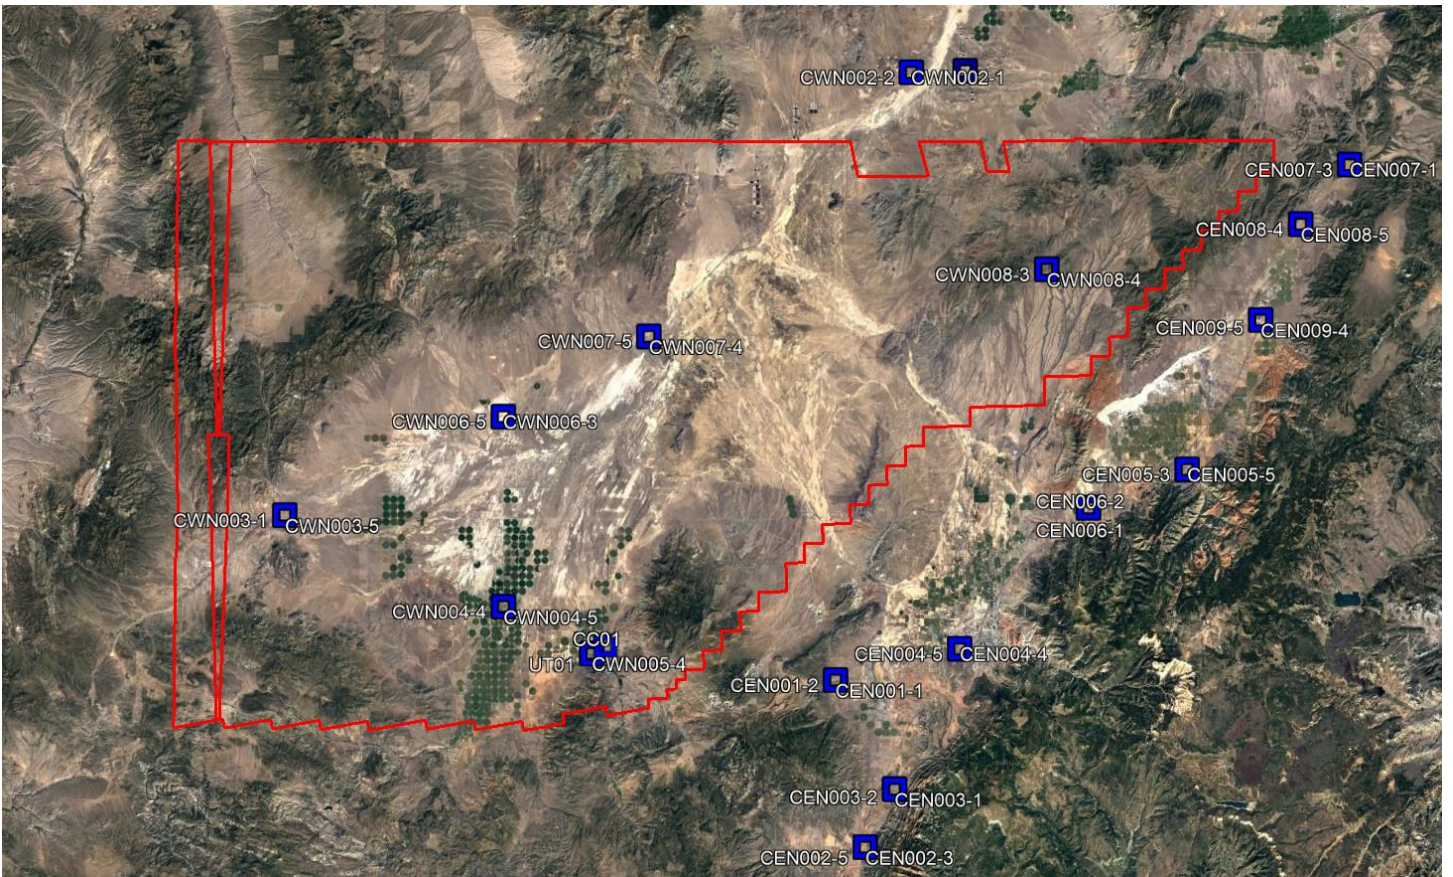 CWN002-2 CWN002-1
CEN007-3 CEN007-1
CEN008-4 CEN008-5
CWN008-3 CWN008-4
CEN009-5 CEN009-4
CWN007-5 CWN007-4
CWN006-5 CWN006-3
CEN005-3 CEN005-5
CEN006-2
CWN003-1 CWN003-5
CEN006-1
CWN004-4 CWN004-5
CC01
CEN004-5 CEN004-4
UT01 CWN005-4
CEN001-2 CEN001-1
CEN003-2 CEN003-1
CEN002-5 CEN002-3